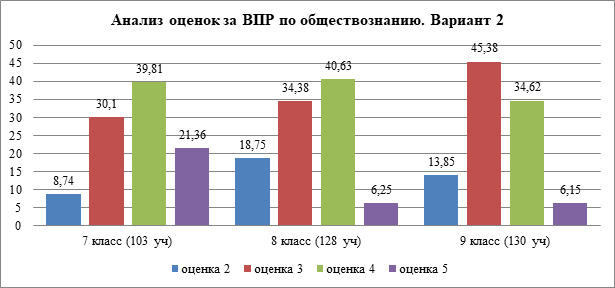 Анализ оценок за ВПР по обществознанию. Вариант 2
50
45
40
35
30
25
20
15
10
5
0
8,74
30,1
39,81
21,36
18,75
34,38
40,63
6,25
13,85
45,38
34,62
6,15
7 класс (103 уч)
8 класс (128 уч)
9 класс (130 уч)
оценка 2
оценка 3
оценка 4
оценка 5